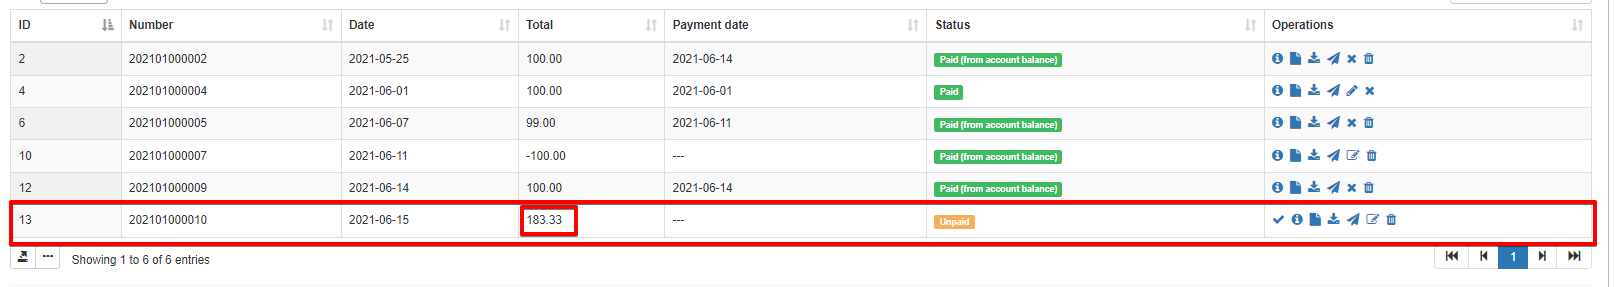 ID Number Date Total Payment date Status Operations
2 202101000002 2021-05-25 100.00 2021-06-14 Paid (from account balance)
4 202101000004 2021-06-01 100.00 2021-06-01 Paid
6 202101000005 2021-06-07 99.00 2021-06-11 Paid (from account balance)
10 202101000007 2021-06-11 -100.00 --- Paid (from account balance)
12 202101000009 2021-06-14 100.00 2021-06-14 Paid (from account balance)
13 202101000010 2021-06-15 183.33 --- Unpaid
Showing 1 to 6 of 6 entries 1